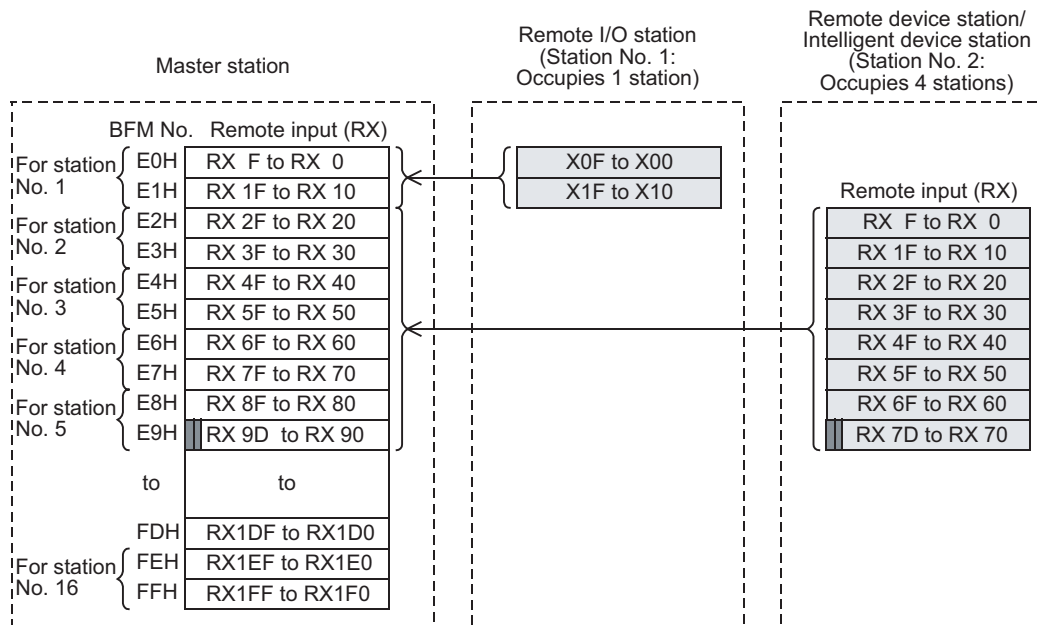 Master station
Remote I/O station
(Station No. 1:
Occupies 1 station)
Remote device station/
Intelligent device station
(Station No. 2:
Occupies 4 stations)
BFM No. Remote input (RX)
For station No. 1
E0H RX F to RX 0
E1H RX 1F to RX 10
For station No. 2
E2H RX 2F to RX 20
E3H RX 3F to RX 30
For station No. 3
E4H RX 4F to RX 40
E5H RX 5F to RX 50
For station No. 4
E6H RX 6F to RX 60
E7H RX 7F to RX 70
For station No. 5
E8H RX 8F to RX 80
E9H RX 9D to RX 90
to to
FDH RX1DF to RX1D0
For station No. 16
FEH RX1EF to RX1E0
FFH RX1FF to RX1F0
X0F to X00
X1F to X10
Remote input (RX)
RX F to RX 0
RX 1F to RX 10
RX 2F to RX 20
RX 3F to RX 30
RX 4F to RX 40
RX 5F to RX 50
RX 6F to RX 60
RX 7D to RX 70